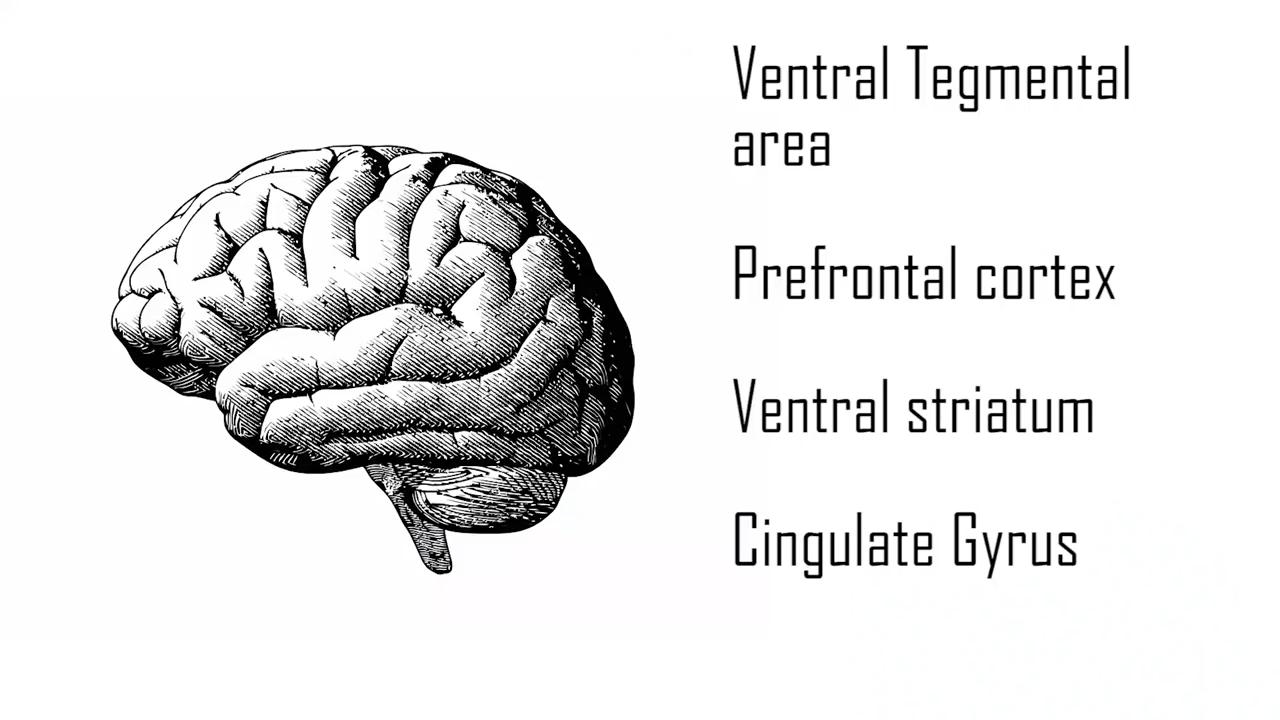 Ventral Tegmental
area
Prefrontal cortex
Ventral striatum
Cingulate Gyrus